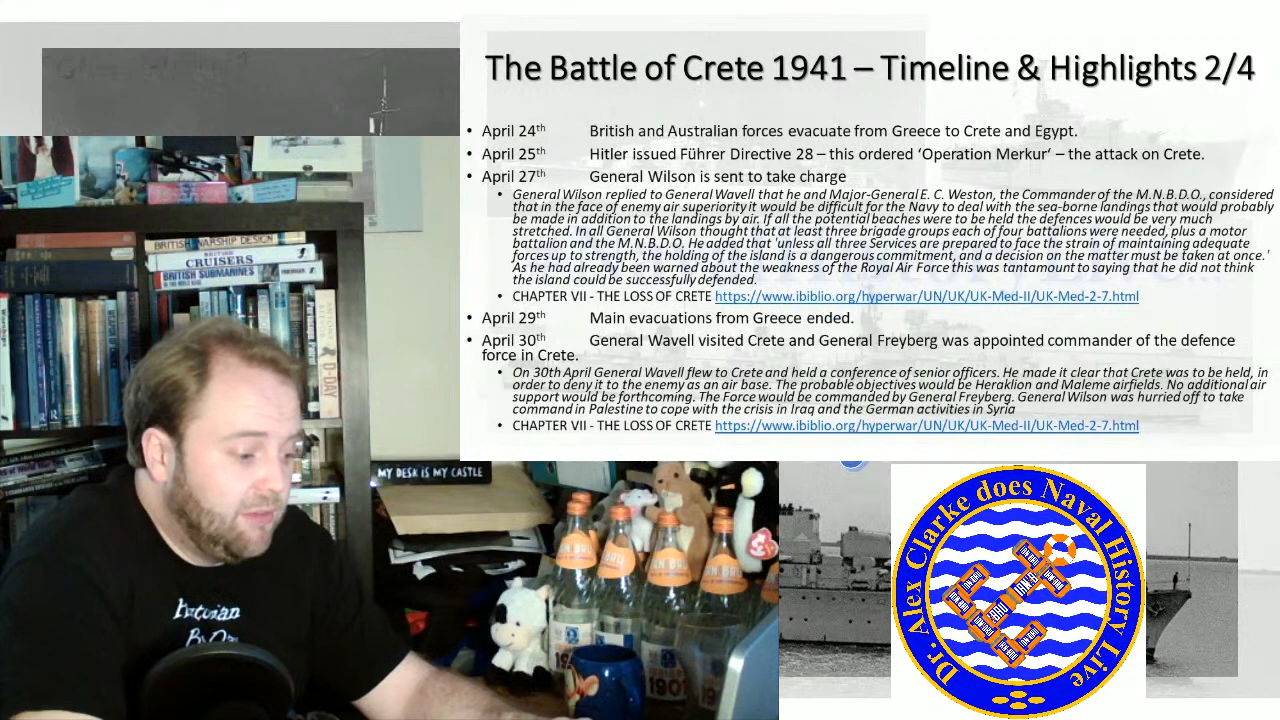 The Battle of Crete 1941 – Timeline & Highlights 2/4
• April 24th British and Australian forces evacuate from Greece to Crete and Egypt.
• April 25th Hitler issued Führer Directive 28 – this ordered ‘Operation Merkur’ – the attack on Crete.
• April 27th General Wilson is sent to take charge
• General Wilson replied to General Wavell that he and Major-General E. C. Weston, the Commander of the M.N.B.D.O., considered
that in the face of enemy air superiority it would be difficult for the Navy to deal with the sea-borne landings that would probably
be made in addition to the landings by air. If all the potential beaches were to be held the defences would be very much
stretched. In all General Wilson thought that at least three brigade groups each of four battalions were needed, plus a motor
battalion and the M.N.B.D.O. He added that 'unless all three Services are prepared to face the strain of maintaining adequate
forces up to strength, the holding of the island is a dangerous commitment, and a decision on the matter must be taken at once.'
As he had already been warned about the weakness of the Royal Air Force this was tantamount to saying that he did not think
the island could be successfully defended.
• CHAPTER VII - THE LOSS OF CRETE https://www.ibiblio.org/hyperwar/UN/UK/UK-Med-II/UK-Med-2-7.html
• April 29th Main evacuations from Greece ended.
• April 30th General Wavell visited Crete and General Freyberg was appointed commander of the defence
force in Crete.
• On 30th April General Wavell flew to Crete and held a conference of senior officers. He made it clear that Crete was to be held, in
order to deny it to the enemy as an air base. The probable objectives would be Heraklion and Maleme airfields. No additional air
support would be forthcoming. The Force would be commanded by General Freyberg. General Wilson was hurried off to take
command in Palestine to cope with the crisis in Iraq and the German activities in Syria
• CHAPTER VII - THE LOSS OF CRETE https://www.ibiblio.org/hyperwar/UN/UK/UK-Med-II/UK-Med-2-7.html
BRITISH WARSHIP DESIGN
BRITISH
CRUISERS
BRITISH SUBMARINES
D-DAY
MY DESK IS MY CASTLE
Dr. Alex Clarke does Naval History Live
IRN-BRU
ty
1901